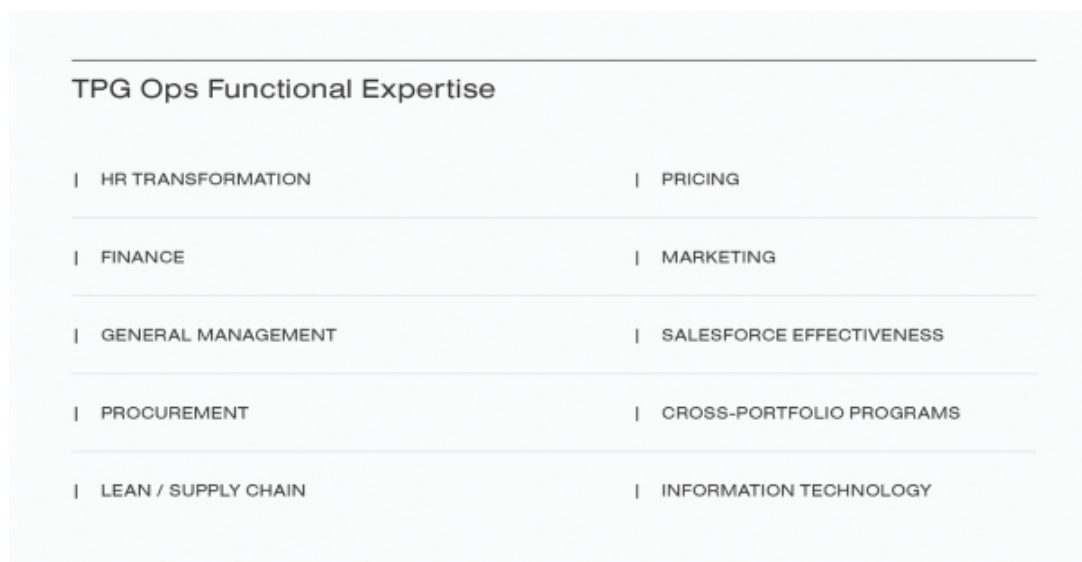 TPG Ops Functional Expertise
| HR TRANSFORMATION
| PRICING
| FINANCE
| MARKETING
| GENERAL MANAGEMENT
| SALESFORCE EFFECTIVENESS
| PROCUREMENT
| CROSS-PORTFOLIO PROGRAMS
| LEAN / SUPPLY CHAIN
| INFORMATION TECHNOLOGY